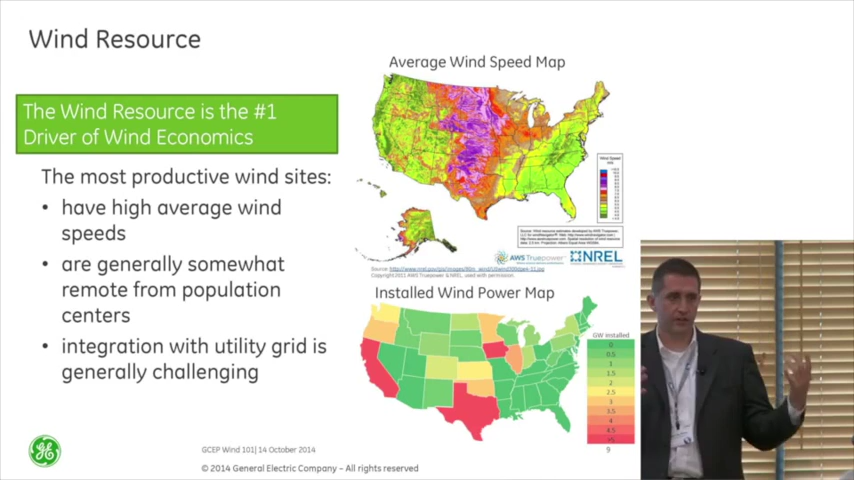 Wind Resource
Average Wind Speed Map
The Wind Resource is the #1
Driver of Wind Economics
The most productive wind sites:
• have high average wind
speeds
• are generally somewhat
remote from population
centers
• integration with utility grid is
generally challenging
Wind Speed
AWS Truepower
NREL
Installed Wind Power Map
GW installed
0
0.5
1
1.5
2
2.5
3
3.5
4
4.5
>5
GCEP Wind 101| 14 October 2014
9
© 2014 General Electric Company – All rights reserved